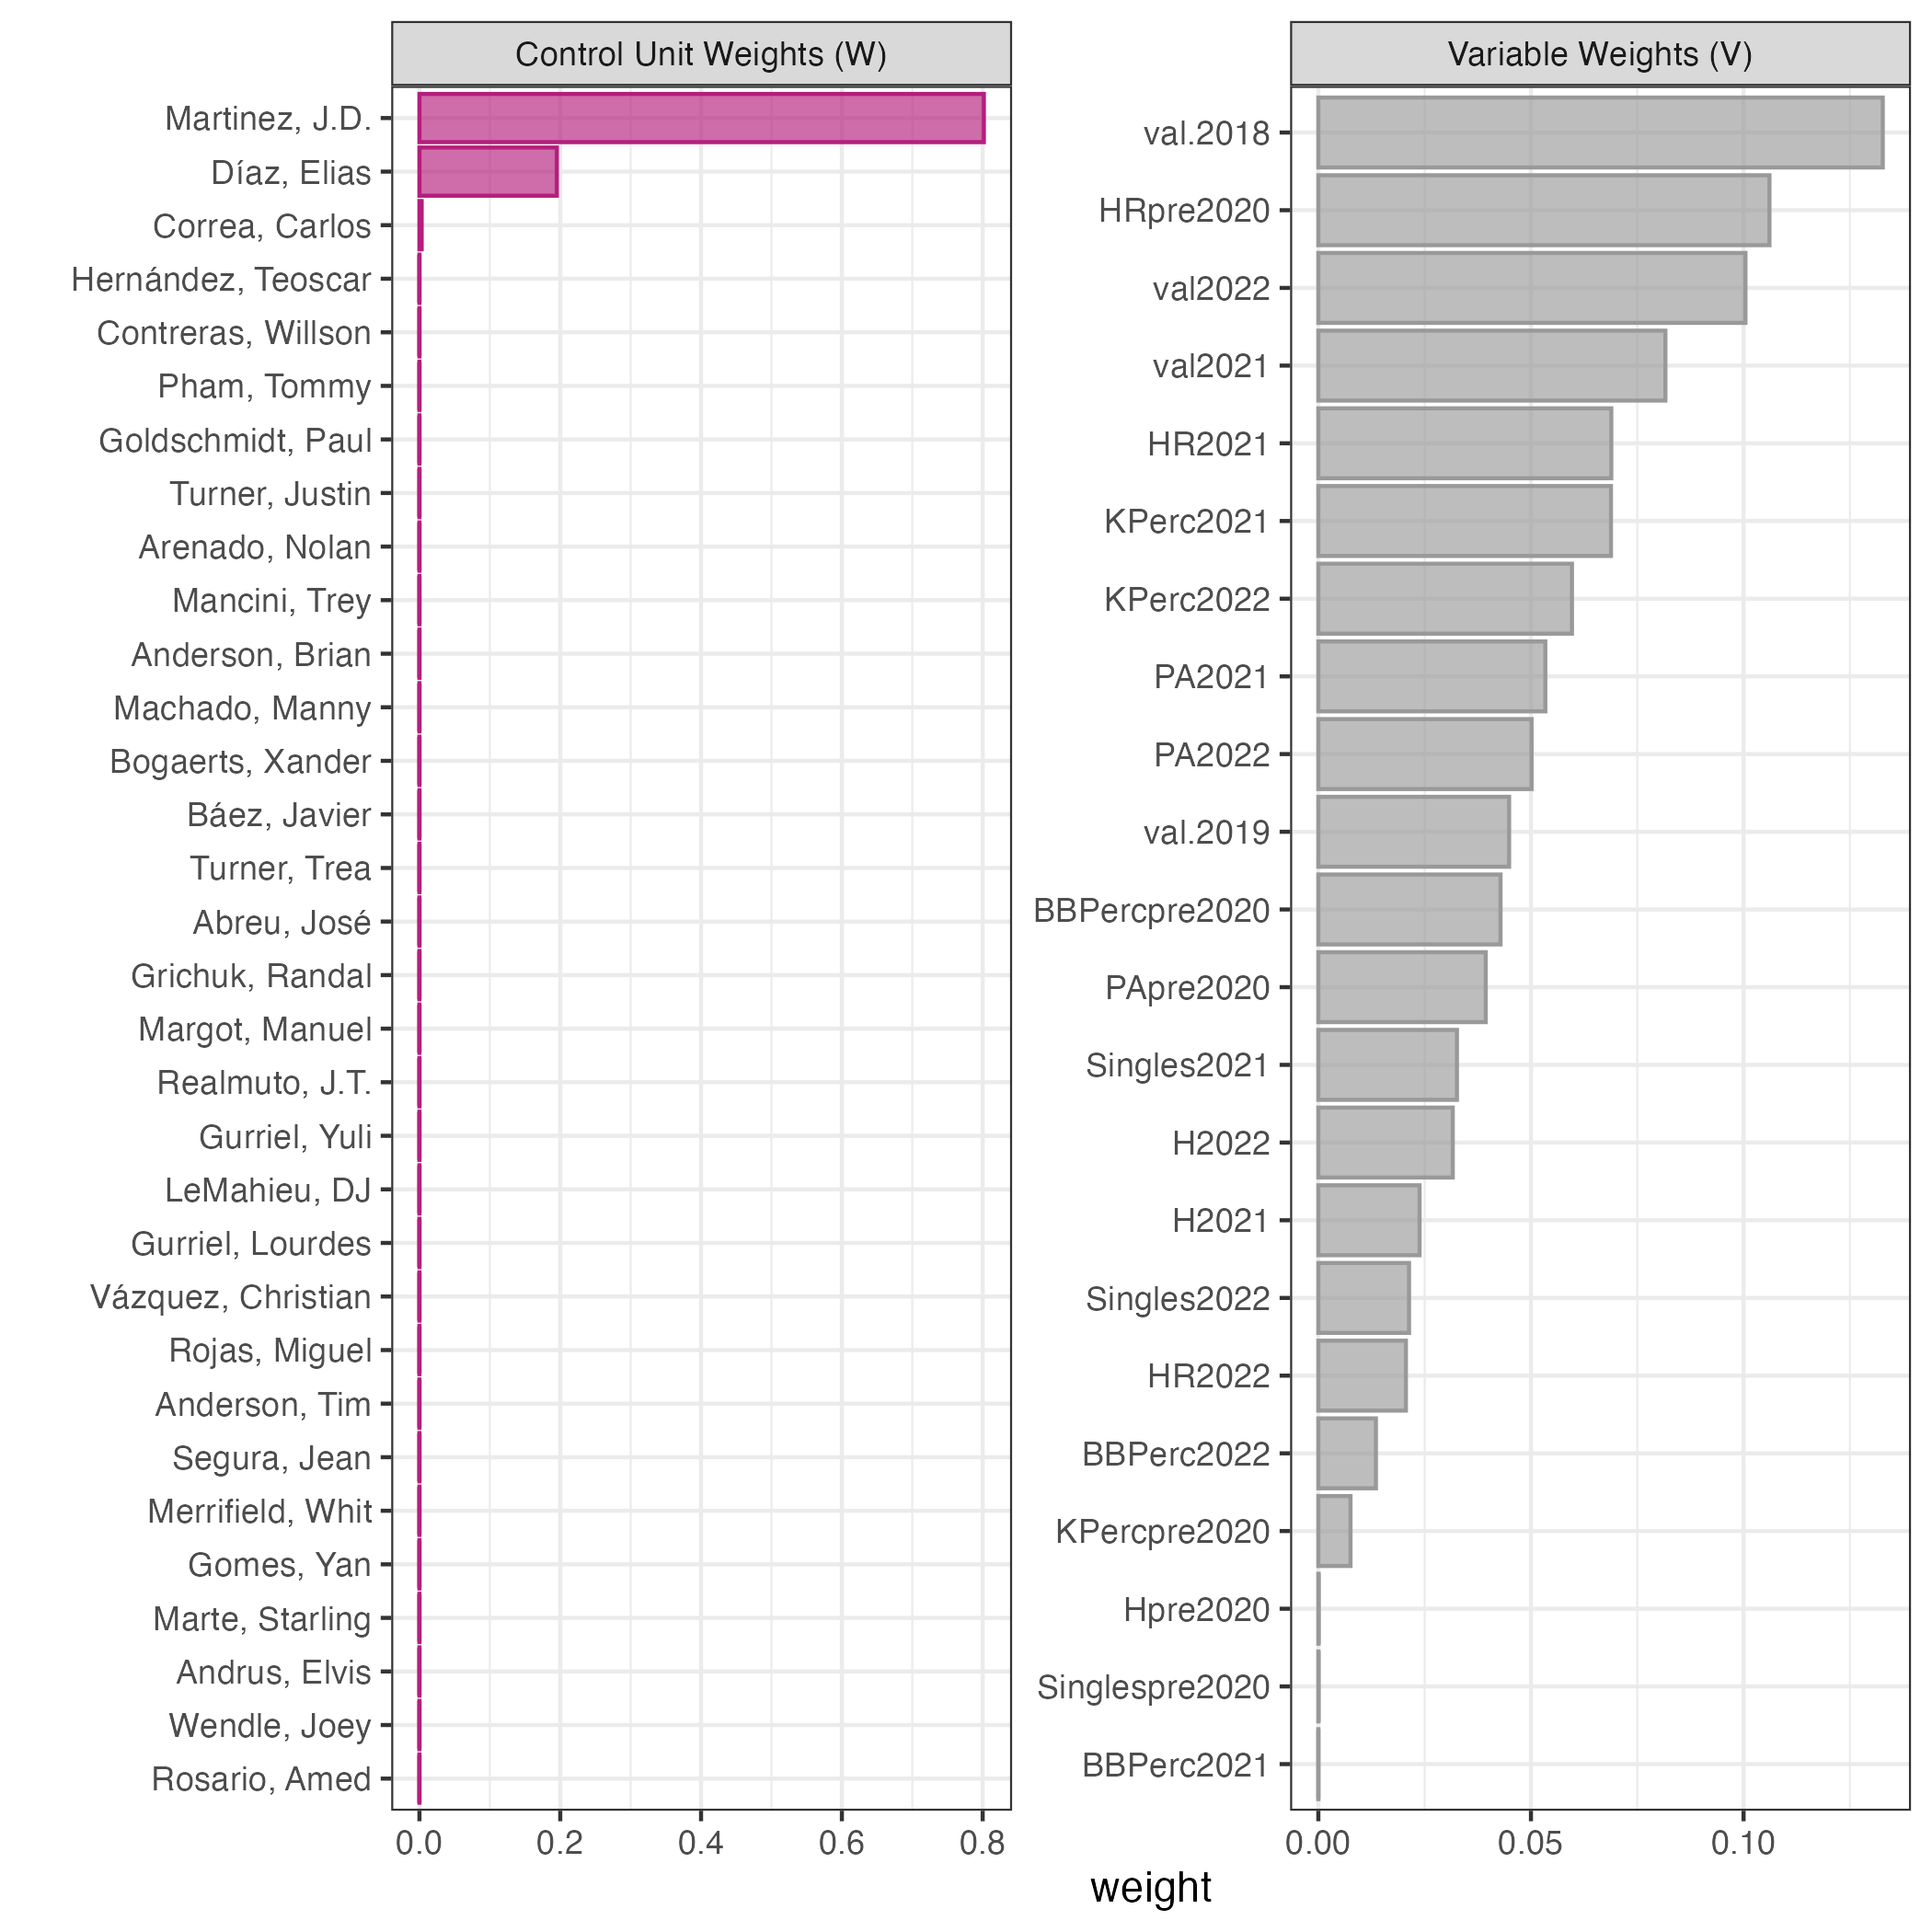 Control Unit Weights (W)
Martinez, J.D.
Díaz, Elias
Correa, Carlos
Hernández, Teoscar
Contreras, Willson
Pham, Tommy
Goldschmidt, Paul
Turner, Justin
Arenado, Nolan
Mancini, Trey
Anderson, Brian
Machado, Manny
Bogaerts, Xander
Báez, Javier
Turner, Trea
Abreu, José
Grichuk, Randal
Margot, Manuel
Realmuto, J.T.
Gurriel, Yuli
LeMahieu, DJ
Gurriel, Lourdes
Vázquez, Christian
Rojas, Miguel
Anderson, Tim
Segura, Jean
Merrifield, Whit
Gomes, Yan
Marte, Starling
Andrus, Elvis
Wendle, Joey
Rosario, Amed
0.0 0.2 0.4 0.6 0.8
Variable Weights (V)
val.2018
HRpre2020
val2022
val2021
HR2021
KPerc2021
KPerc2022
PA2021
PA2022
val.2019
BBPercpre2020
PApre2020
Singles2021
H2022
H2021
Singles2022
HR2022
BBPerc2022
KPercpre2020
Hpre2020
Singlespre2020
BBPerc2021
0.00 0.05 0.10
weight